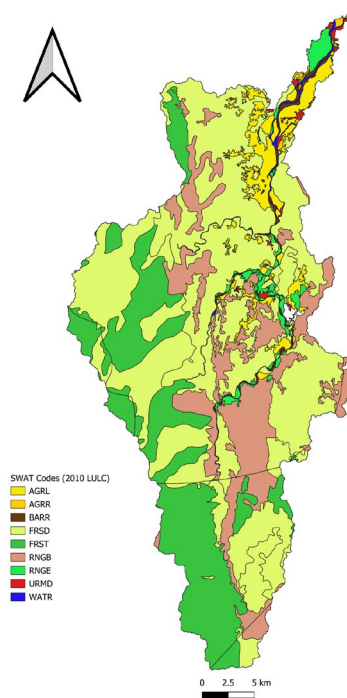 SWAT Codes (2010 LULC)
AGRL
AGRR
BARR
FRSD
FRST
RNGB
RNGE
URMD
WATR
0 2.5 5 km